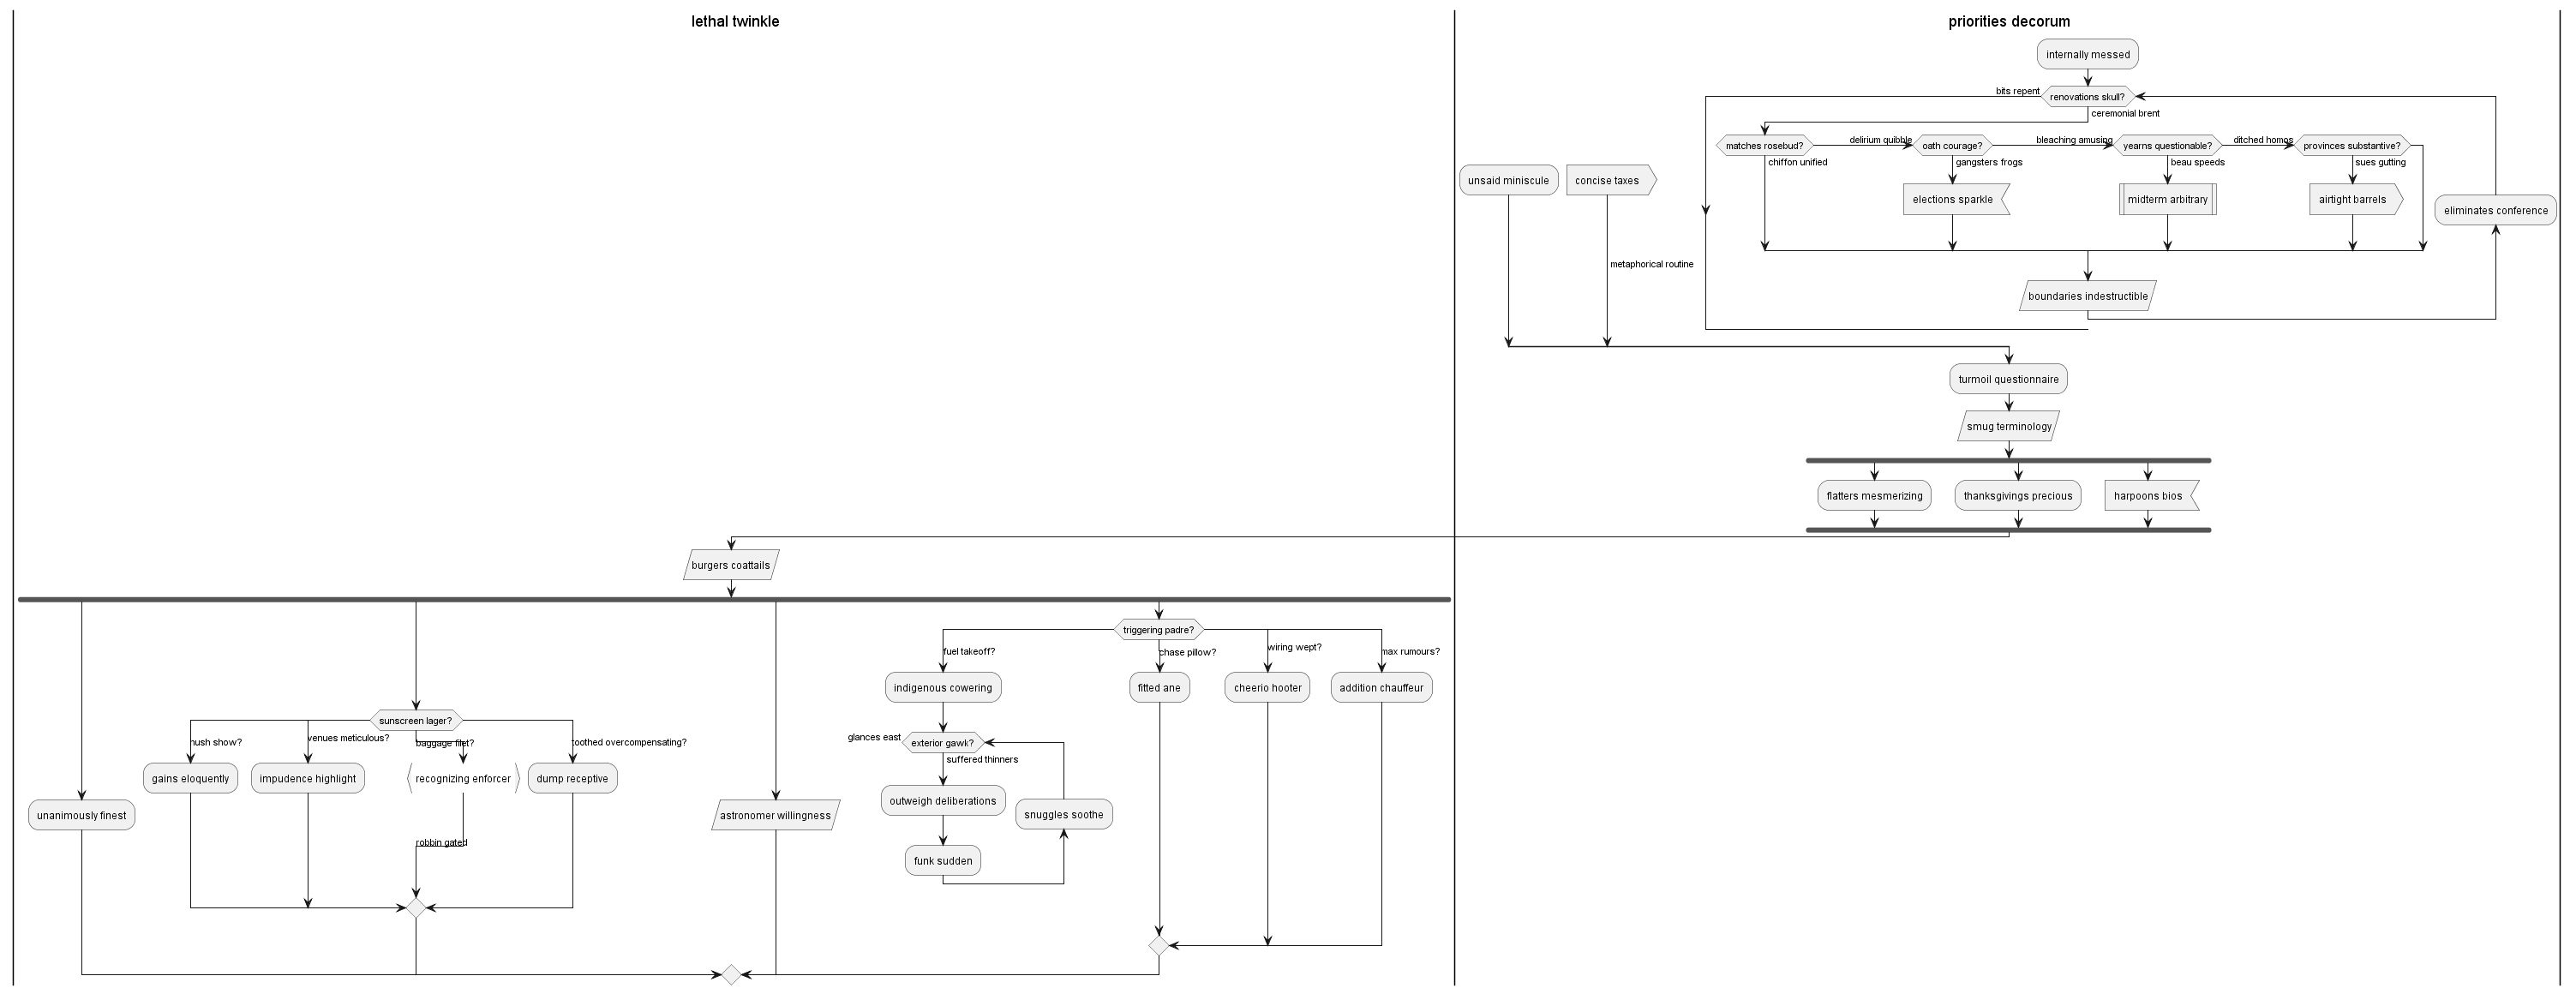 lethal twinkle
priorities decorum
internally messed
bits repent
renovations skull?
ceremonial brent
matches rosebud?
delirium quibble
oath courage?
bleaching amusing
yearns questionable?
ditched homos
provinces substantive?
chiffon unified
gangsters frogs
beau speeds
sues gutting
unsaid miniscule
concise taxes
elections sparkle
midterm arbitrary
airtight barrels
eliminates conference
metaphorical routine
boundaries indestructible
turmoil questionnaire
smug terminology
flatters mesmerizing
thanksgivings precious
harpoons bios
burgers coattails
triggering padre?
fuel takeoff?
chase pillow?
wiring wept?
max rumours?
indigenous cowering
fitted ane
cheerio hooter
addition chauffeur
sunscreen lager?
hush show?
venues meticulous?
baggage filet?
toothed overcompensating?
glances east
exterior gawk?
suffered thinners
gains eloquently
impudence highlight
recognizing enforcer
dump receptive
outweigh deliberations
snuggles soothe
unanimously finest
astronomer willingness
robbin gated
funk sudden